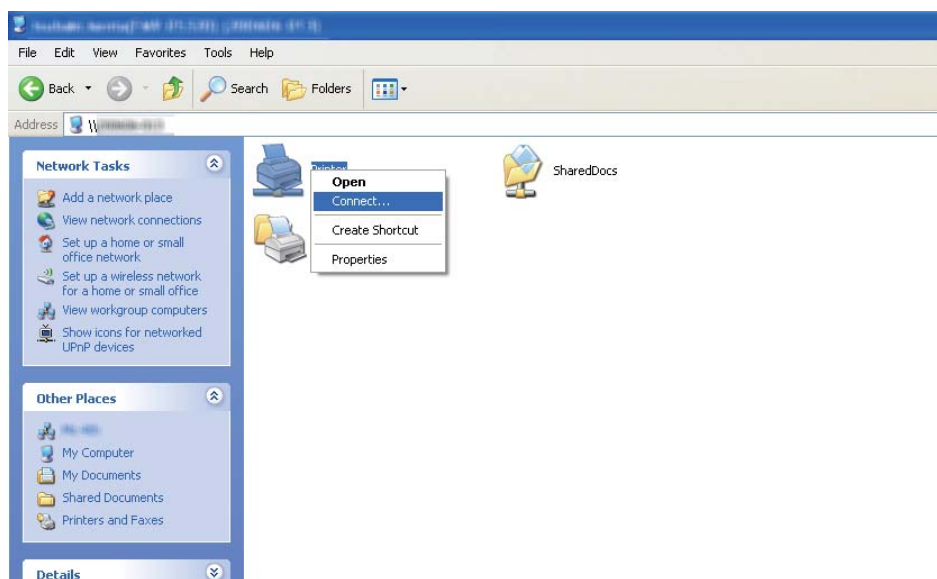 File Edit View Favorites Tools Help
Back Search Folders
Address \\
Network Tasks
Add a network place
View network connections
Set up a home or small
office network
Set up a wireless network
for a home or small office
View workgroup computers
Show icons for networked
UPnP devices
Other Places
My Computer
My Documents
Shared Documents
Printers and Faxes
Details
Printer
Open
Connect...
Create Shortcut
Properties
SharedDocs